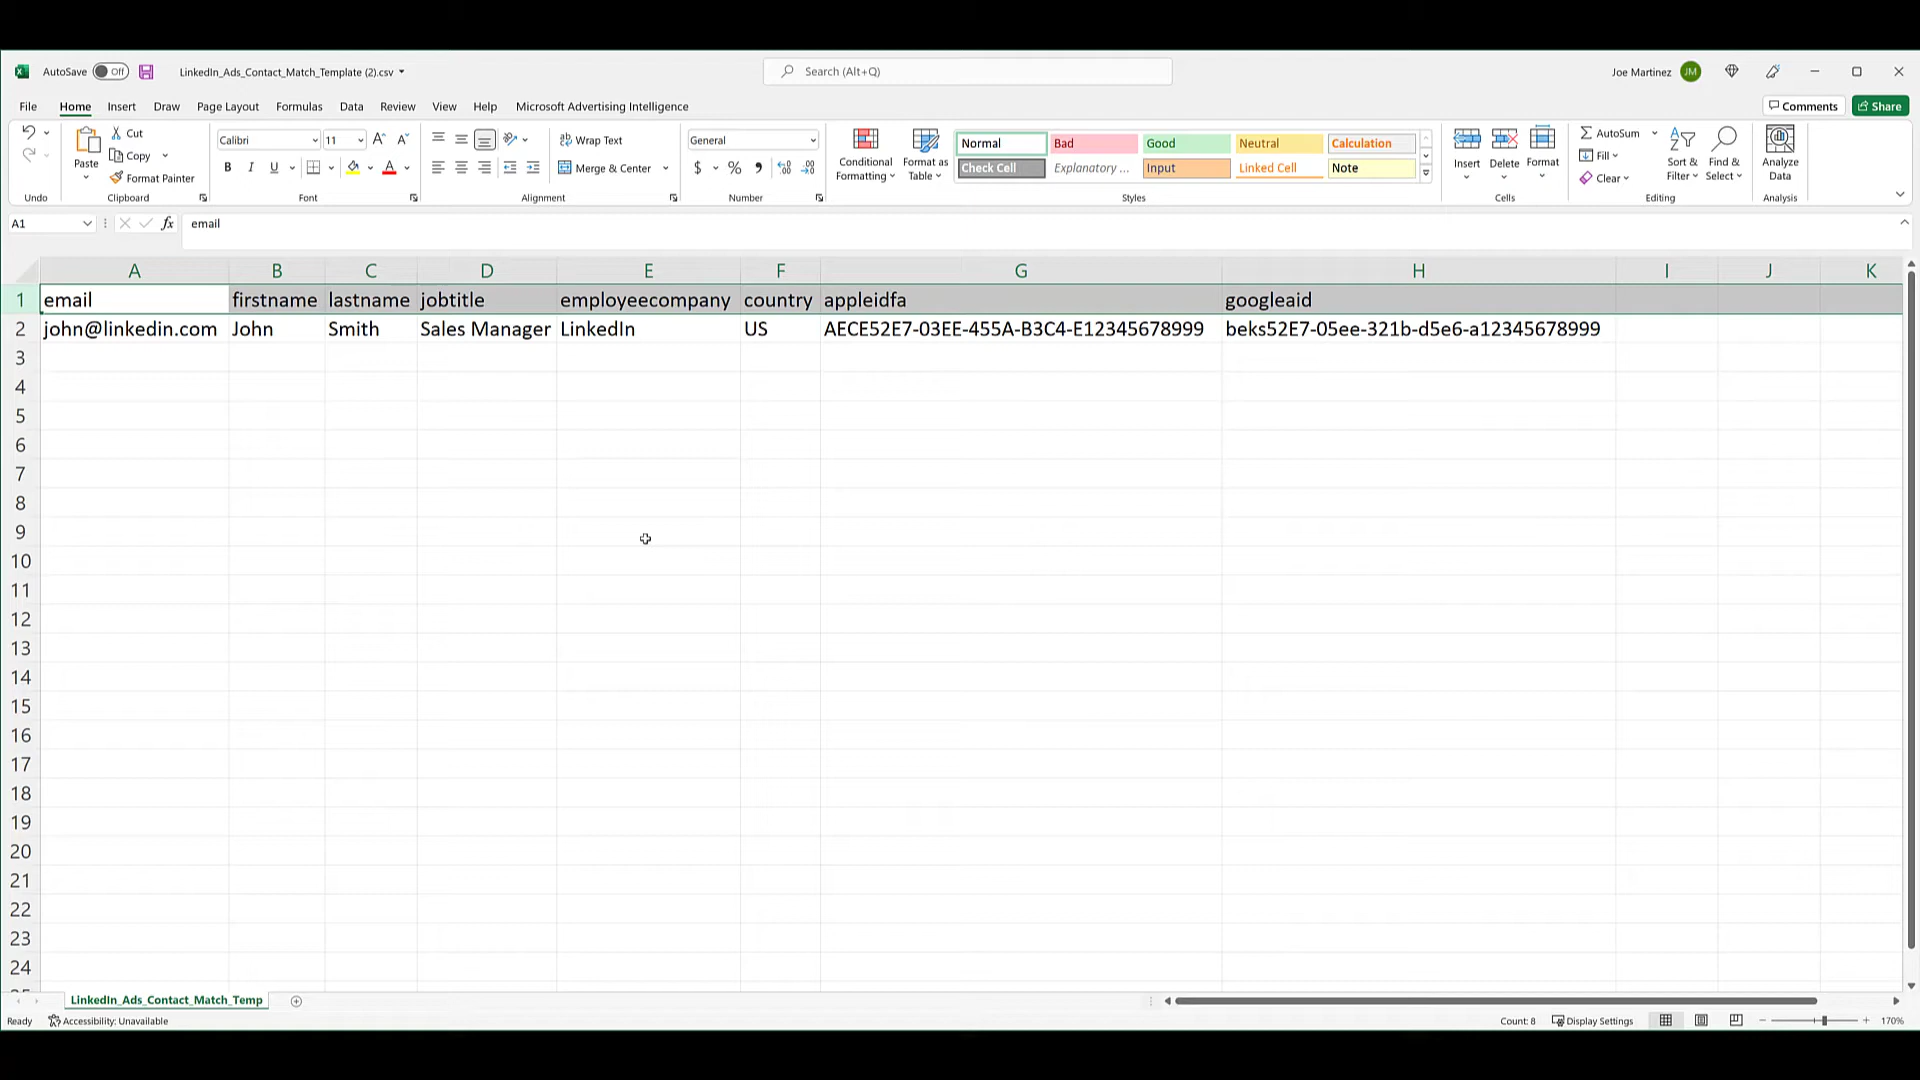 AutoSave Off LinkedIn_Ads_Contact_Match_Template (2).csv Search (Alt+Q) Joe Martinez JM
File Home Insert Draw Page Layout Formulas Data Review View Help Microsoft Advertising Intelligence Comments Share
Cut Calibri 11 Wrap Text General Normal Bad Good Neutral Calculation AutoSum
Paste Copy Conditional Formatting Format as Table Insert Delete Format Fill Sort & Filter Find & Select Analyze Data
Format Painter B I U A Merge & Center $ % Check Cell Explanatory ... Input Linked Cell Note Clear
Undo Clipboard Font Alignment Number Styles Cells Editing Analysis
A1 fx email
A B C D E F G H I J K
1 email firstname lastname jobtitle employeecompany country appleidfa googleaid
2 john@linkedin.com John Smith Sales Manager LinkedIn US AECE52E7-03EE-455A-B3C4-E12345678999 beks52E7-05ee-321b-d5e6-a12345678999
3
4
5
6
7
8
9
10
11
12
13
14
15
16
17
18
19
20
21
22
23
24
LinkedIn_Ads_Contact_Match_Temp
Ready Accessibility: Unavailable Count: 8 Display Settings 170%